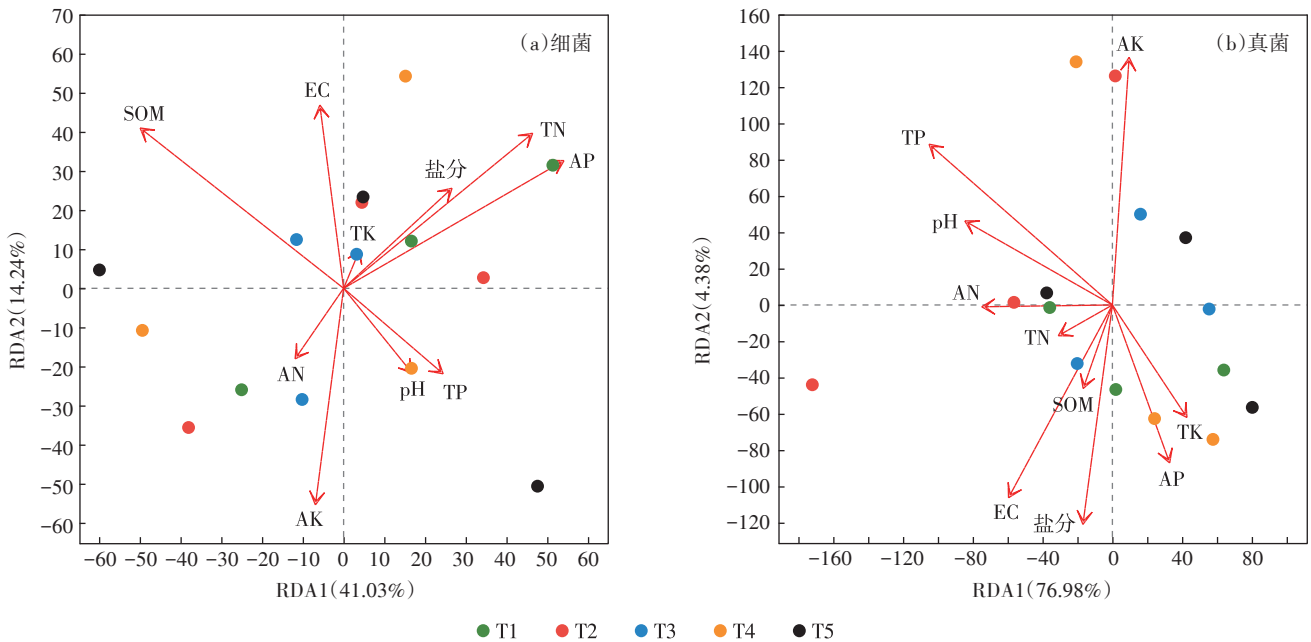 (a)细菌
70
60
50
40
30
20
10
0
−10
−20
−30
−40
−50
−60
RDA2(14.24%)
SOM
EC
TN
AP
盐分
TK
AN
pH
TP
AK
−60 −50 −40 −30 −20 −10 0 10 20 30 40 50 60
RDA1(41.03%)
(b)真菌
160
140
120
100
80
60
40
20
0
−20
−40
−60
−80
−100
−120
RDA2(4.38%)
AK
TP
pH
AN
TN
SOM
TK
AP
EC
盐分
−160 −120 −80 −40 0 40 80
RDA1(76.98%)
T1 T2 T3 T4 T5